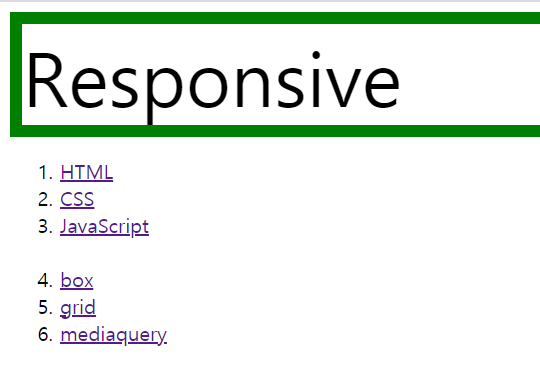 Responsive
1. HTML
2. CSS
3. JavaScript
4. box
5. grid
6. mediaquery